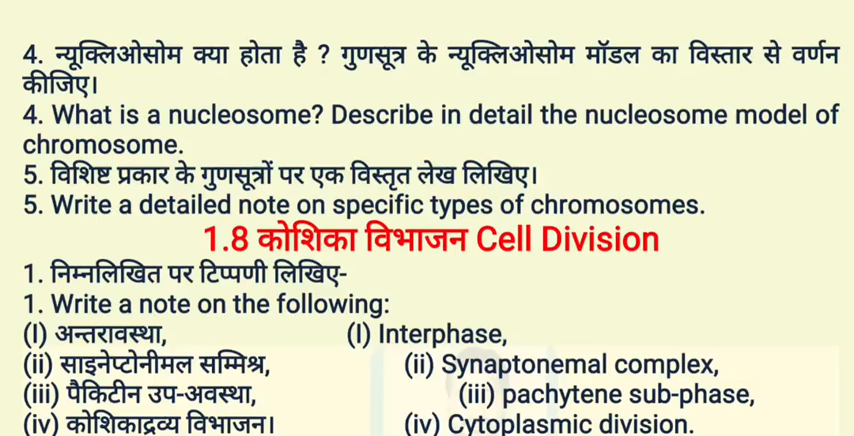 4. न्यूक्लिओसोम क्या होता है ? गुणसूत्र के न्यूक्लिओसोम मॉडल का विस्तार से वर्णन
कीजिए।
4. What is a nucleosome? Describe in detail the nucleosome model of
chromosome.
5. विशिष्ट प्रकार के गुणसूत्रों पर एक विस्तृत लेख लिखिए।
5. Write a detailed note on specific types of chromosomes.
1.8 कोशिका विभाजन Cell Division
1. निम्नलिखित पर टिप्पणी लिखिए-
1. Write a note on the following:
(I) अन्तरावस्था, (I) Interphase,
(ii) साइनेप्टोनीमल सम्मिश्र, (ii) Synaptonemal complex,
(iii) पैकिटीन उप-अवस्था, (iii) pachytene sub-phase,
(iv) कोशिकाद्रव्य विभाजन। (iv) Cytoplasmic division.